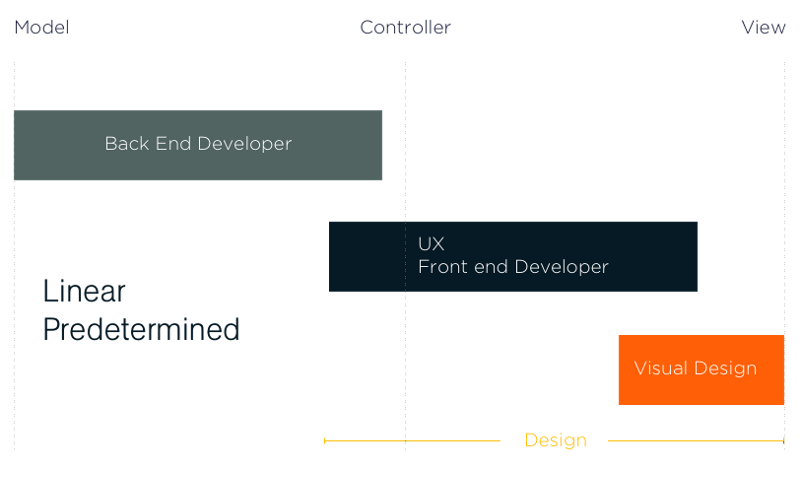 Model
Controller
View
Back End Developer
UX
Front end Developer
Linear
Predetermined
Visual Design
Design